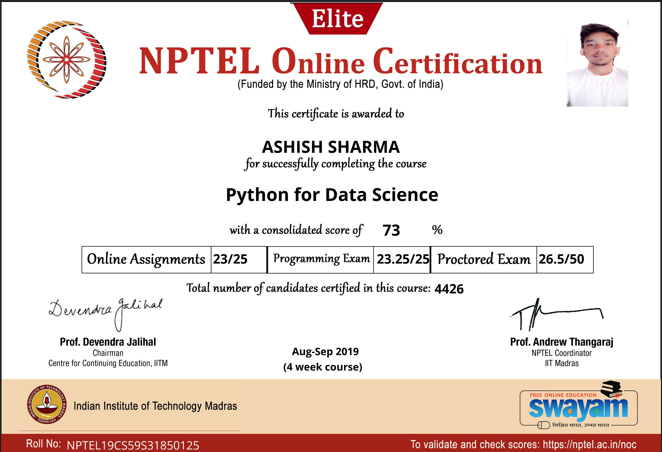 Elite
NPTEL Online Certification
(Funded by the Ministry of HRD, Govt. of India)
This certificate is awarded to
ASHISH SHARMA
for successfully completing the course
Python for Data Science
with a consolidated score of 73 %
Online Assignments 23/25 Programming Exam 23.25/25 Proctored Exam 26.5/50
Total number of candidates certified in this course: 4426
Devendra Jalihal
Prof. Devendra Jalihal
Chairman
Centre for Continuing Education, IITM
Aug-Sep 2019
(4 week course)
Prof. Andrew Thangaraj
NPTEL Coordinator
IIT Madras
Indian Institute of Technology Madras
FREE ONLINE EDUCATION
swayam
शिक्षित भारत, उन्नत भारत
Roll No: NPTEL19CS59S31850125
To validate and check scores: https://nptel.ac.in/noc